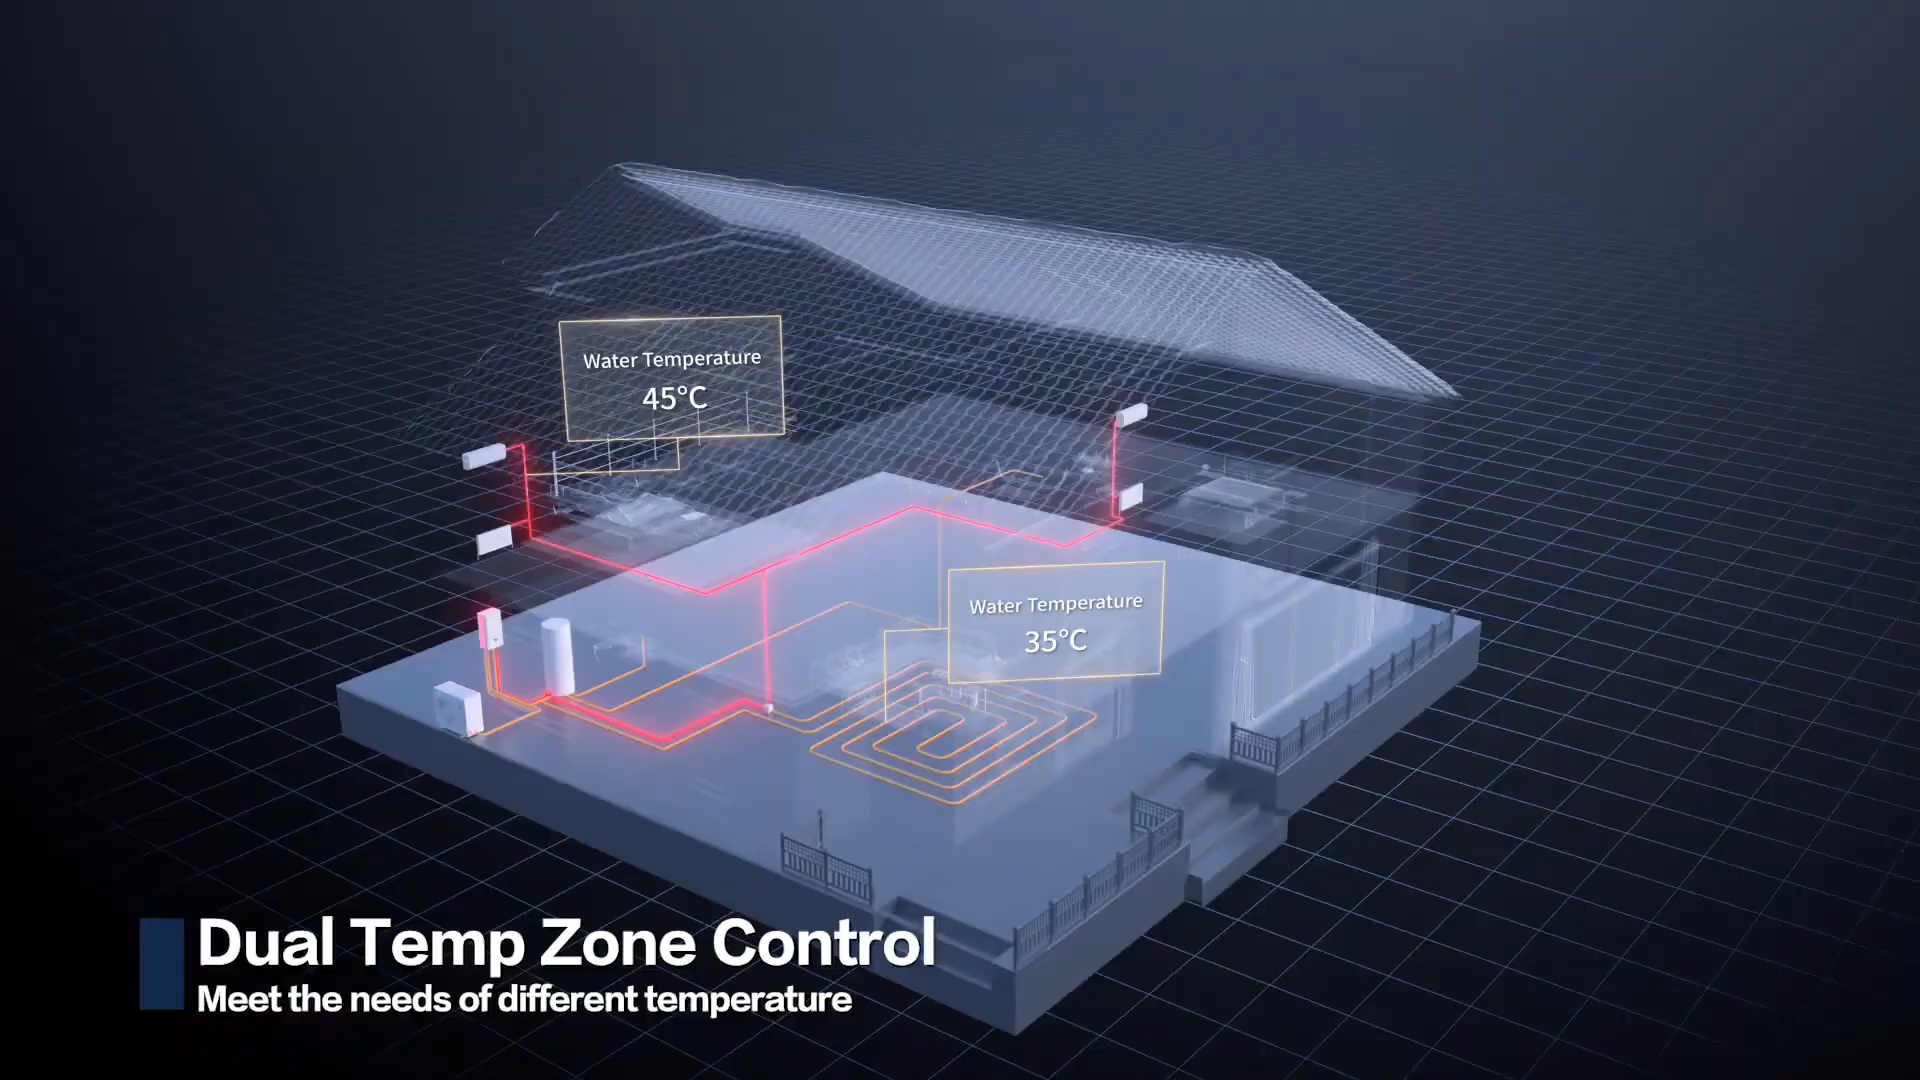 Water Temperature
45°C
Water Temperature
35°C
Dual Temp Zone Control
Meet the needs of different temperature